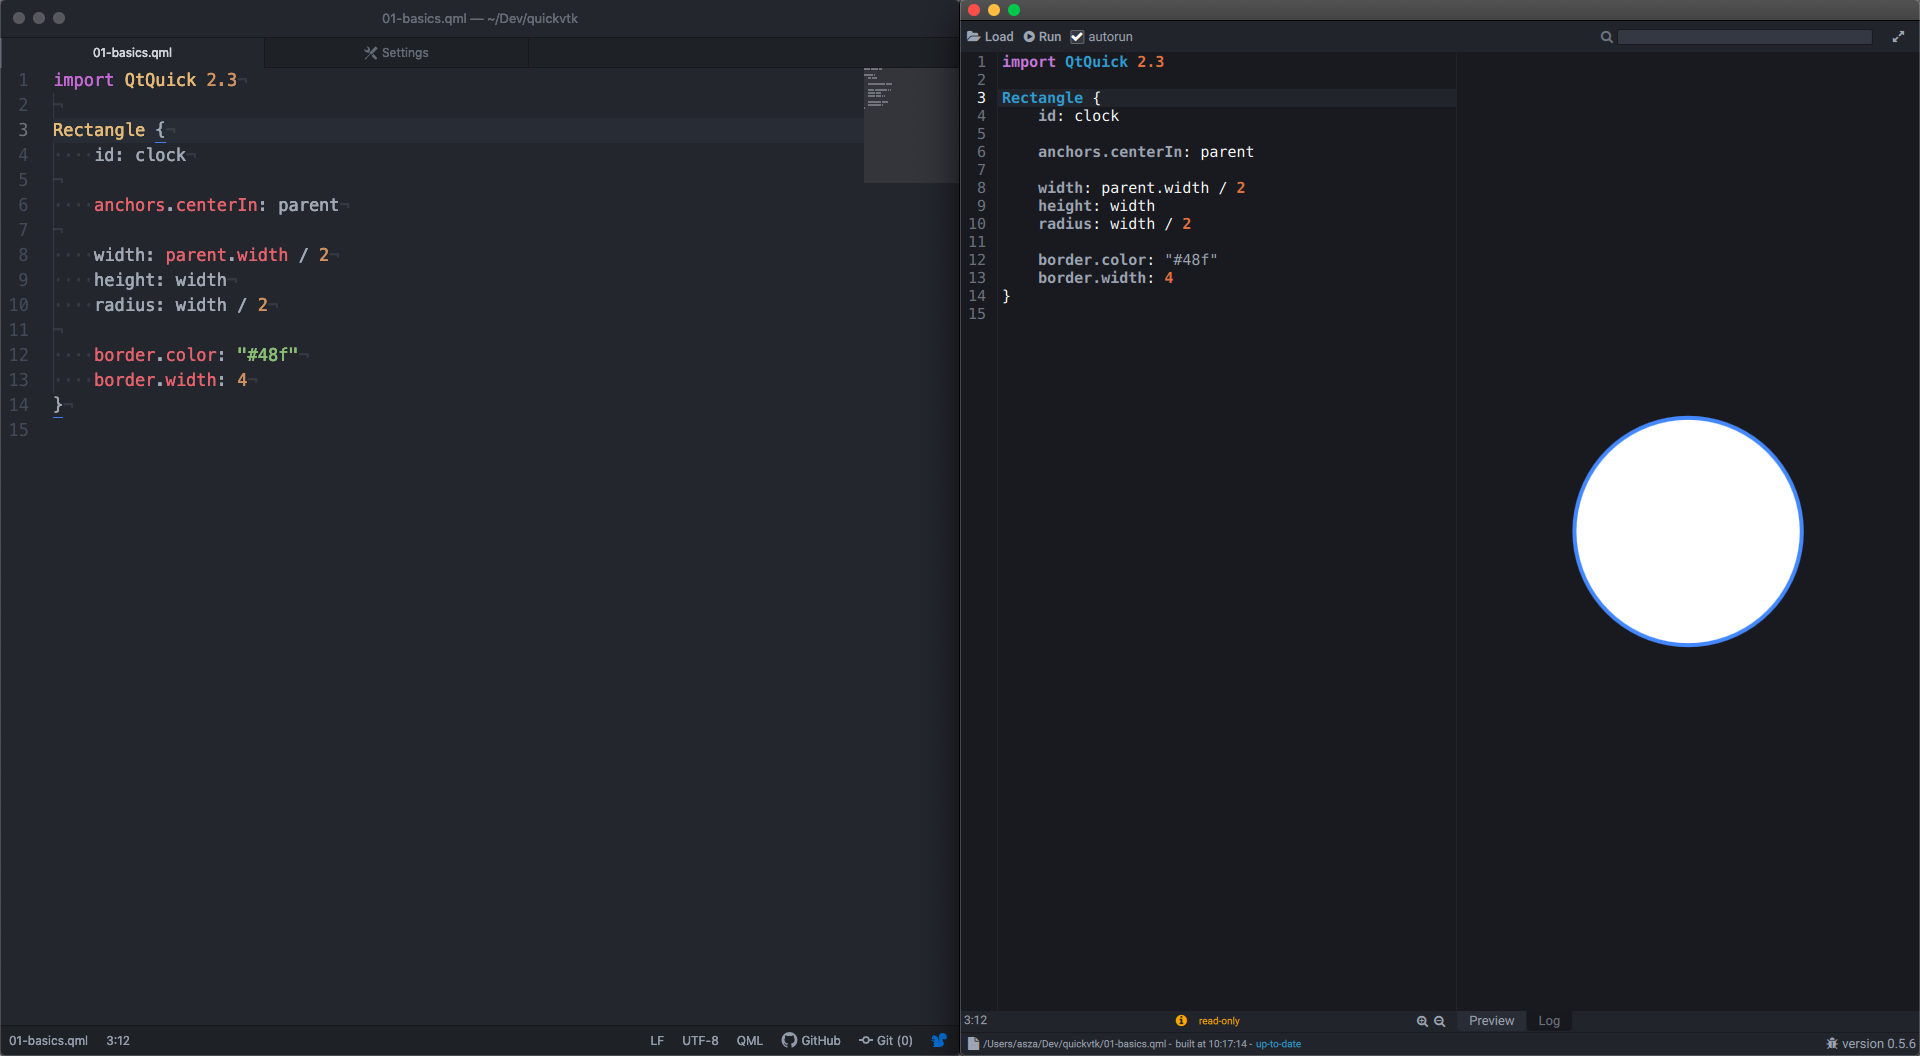 01-basics.qml — ~/Dev/quickvtk
01-basics.qml
Settings
1 import QtQuick 2.3
2
3 Rectangle {
4 id: clock
5
6 anchors.centerIn: parent
7
8 width: parent.width / 2
9 height: width
10 radius: width / 2
11
12 border.color: "#48f"
13 border.width: 4
14 }
15
01-basics.qml 3:12 LF UTF-8 QML GitHub Git (0)
Load Run autorun
1 import QtQuick 2.3
2
3 Rectangle {
4 id: clock
5
6 anchors.centerIn: parent
7
8 width: parent.width / 2
9 height: width
10 radius: width / 2
11
12 border.color: "#48f"
13 border.width: 4
14 }
15
3:12 read-only Preview Log
/Users/asza/Dev/quickvtk/01-basics.qml - built at 10:17:14 - up-to-date version 0.5.6